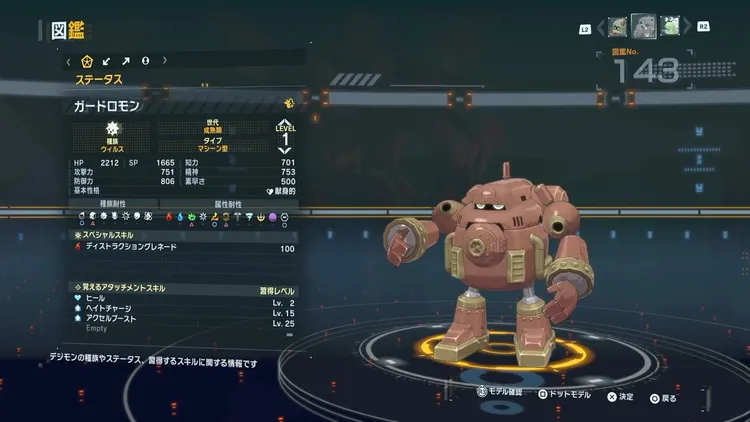 図鑑
L2
R2
図鑑No.
143
ステータス
ガードロモン
種族
ウィルス
世代
成熟期
タイプ
マシーン型
LEVEL
1
HP 2212 SP 1665 知力 701
攻撃力 751 精神 753
防御力 806 素早さ 500
基本性格 献身的
種族耐性 属性耐性
スペシャルスキル
ディストラクショングレネード 100
覚えるアタッチメントスキル 習得レベル
ヒール Lv. 2
ヘイトチャージ Lv. 15
アクセルブースト Lv. 25
Empty
デジモンの種族やステータス、習得するスキルに関する情報です
モデル確認 ドットモデル 決定 戻る